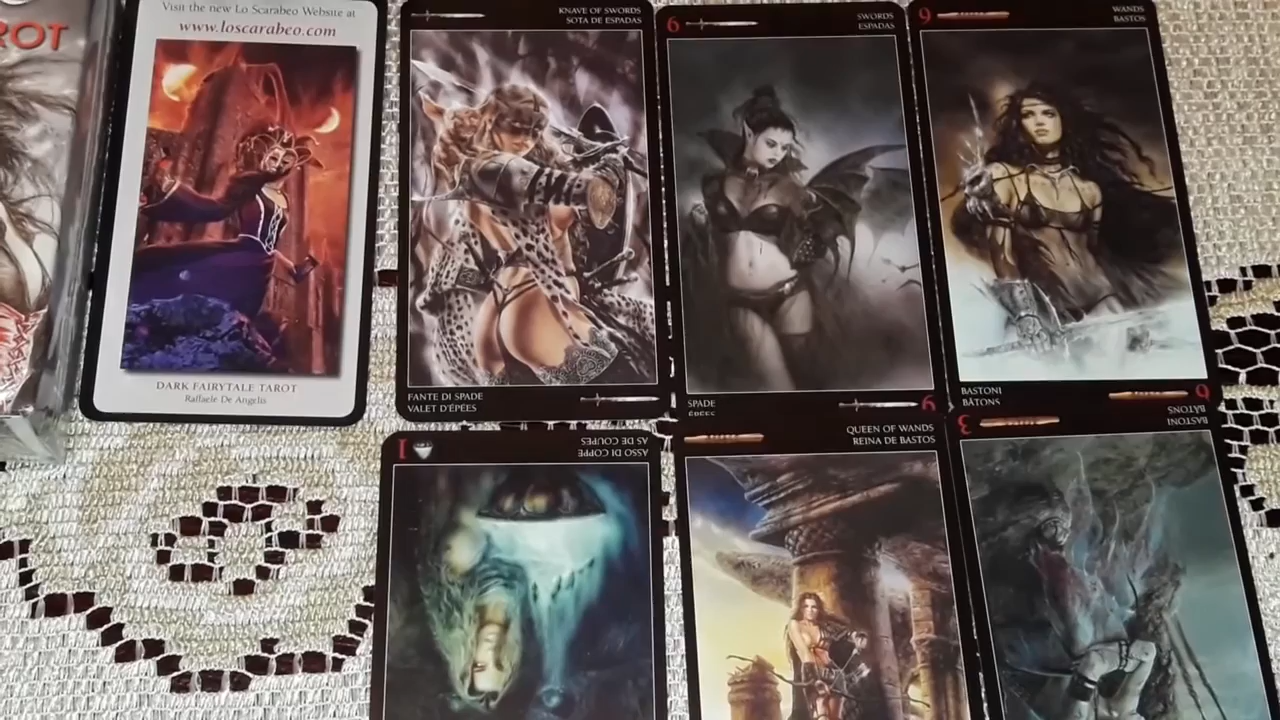 ROT
Visit the new Lo Scarabeo Website at
www.loscarabeo.com
DARK FAIRYTALE TAROT
Raffaele De Angelis
KNAVE OF SWORDS
SOTA DE ESPADAS
FANTE DI SPADE
VALET D'ÉPÉES
6
SWORDS
ESPADAS
SPADE
6
9
WANDS
BASTOS
BASTONI
BÂTONS
9
I
ASSO DI COPPE
AS DE COUPES
QUEEN OF WANDS
REINA DE BASTOS
3
BASTONI
BÂTONS